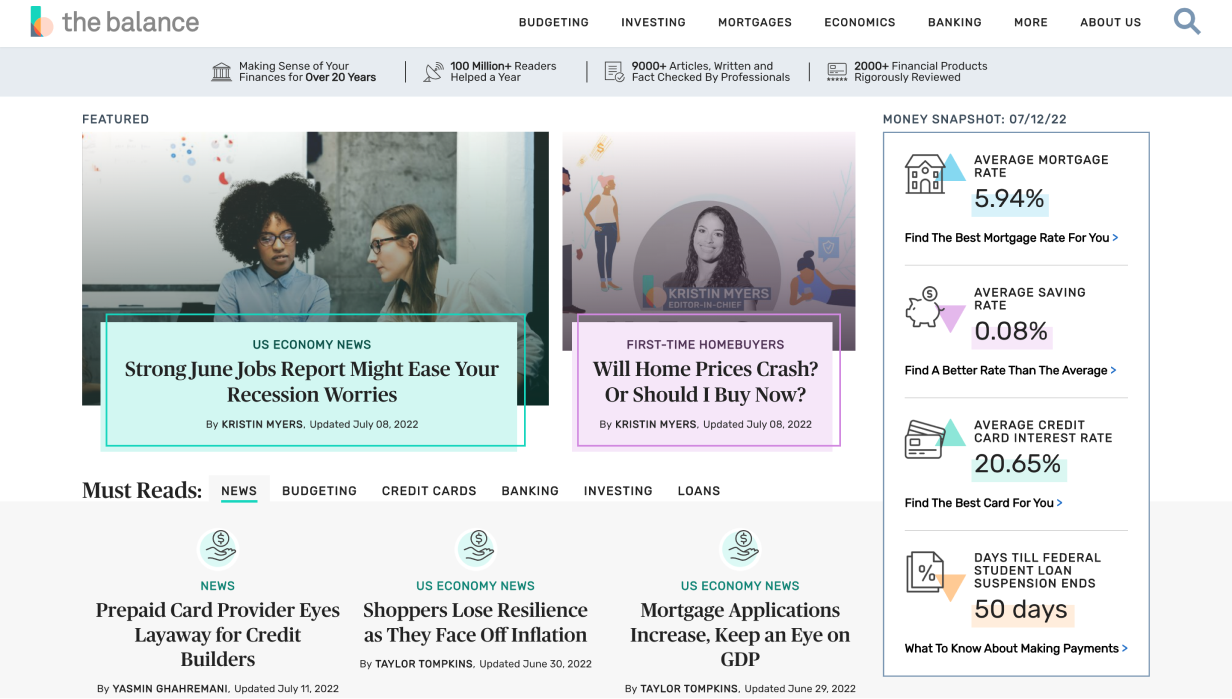 the balance
BUDGETING INVESTING MORTGAGES ECONOMICS BANKING MORE ABOUT US
Making Sense of Your
Finances for Over 20 Years
100 Million+ Readers
Helped a Year
9000+ Articles, Written and
Fact Checked By Professionals
2000+ Financial Products
Rigorously Reviewed
FEATURED
US ECONOMY NEWS
Strong June Jobs Report Might Ease Your
Recession Worries
By KRISTIN MYERS, Updated July 08, 2022
KRISTIN MYERS
EDITOR-IN-CHIEF
FIRST-TIME HOMEBUYERS
Will Home Prices Crash?
Or Should I Buy Now?
By KRISTIN MYERS, Updated July 08, 2022
MONEY SNAPSHOT: 07/12/22
AVERAGE MORTGAGE
RATE
5.94%
Find The Best Mortgage Rate For You >
AVERAGE SAVING
RATE
0.08%
Find A Better Rate Than The Average >
AVERAGE CREDIT
CARD INTEREST RATE
20.65%
Find The Best Card For You >
DAYS TILL FEDERAL
STUDENT LOAN
SUSPENSION ENDS
50 days
What To Know About Making Payments >
Must Reads: NEWS BUDGETING CREDIT CARDS BANKING INVESTING LOANS
NEWS
Prepaid Card Provider Eyes
Layaway for Credit
Builders
By YASMIN GHAHREMANI, Updated July 11, 2022
US ECONOMY NEWS
Shoppers Lose Resilience
as They Face Off Inflation
By TAYLOR TOMPKINS, Updated June 30, 2022
US ECONOMY NEWS
Mortgage Applications
Increase, Keep an Eye on
GDP
By TAYLOR TOMPKINS, Updated June 29, 2022